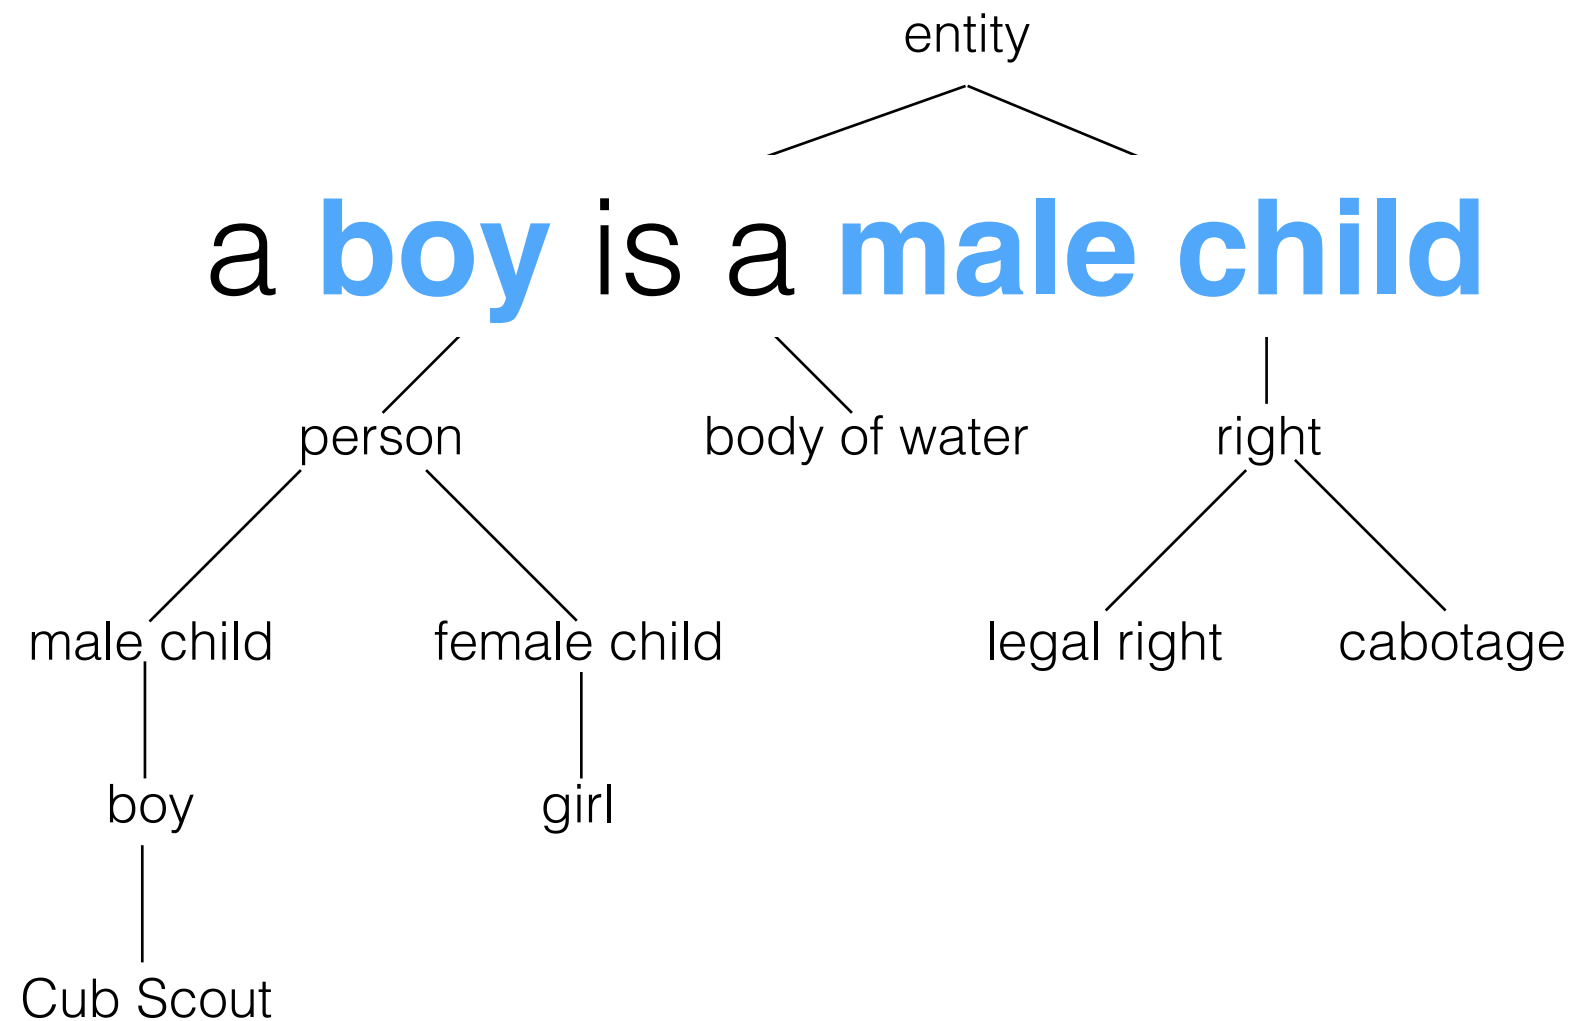 entity
a boy is a male child
person body of water right
male child female child legal right cabotage
boy girl
Cub Scout